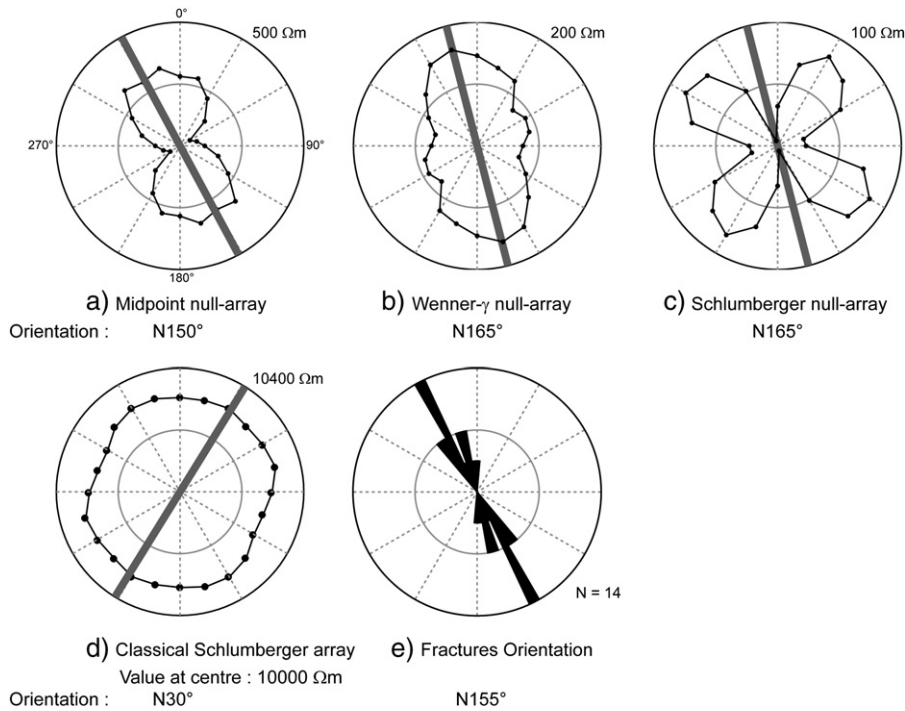 0°
500 Ωm
200 Ωm
100 Ωm
270°
90°
180°
a) Midpoint null-array
b) Wenner-γ null-array
c) Schlumberger null-array
Orientation : N150° N165° N165°
10400 Ωm
N = 14
d) Classical Schlumberger array
e) Fractures Orientation
Value at centre : 10000 Ωm
Orientation : N30° N155°